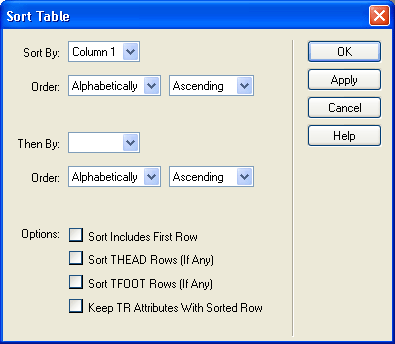 Sort Table
Sort By: Column 1
Order: Alphabetically Ascending
Then By:
Order: Alphabetically Ascending
Options: Sort Includes First Row
Sort THEAD Rows (If Any)
Sort TFOOT Rows (If Any)
Keep TR Attributes With Sorted Row
OK
Apply
Cancel
Help